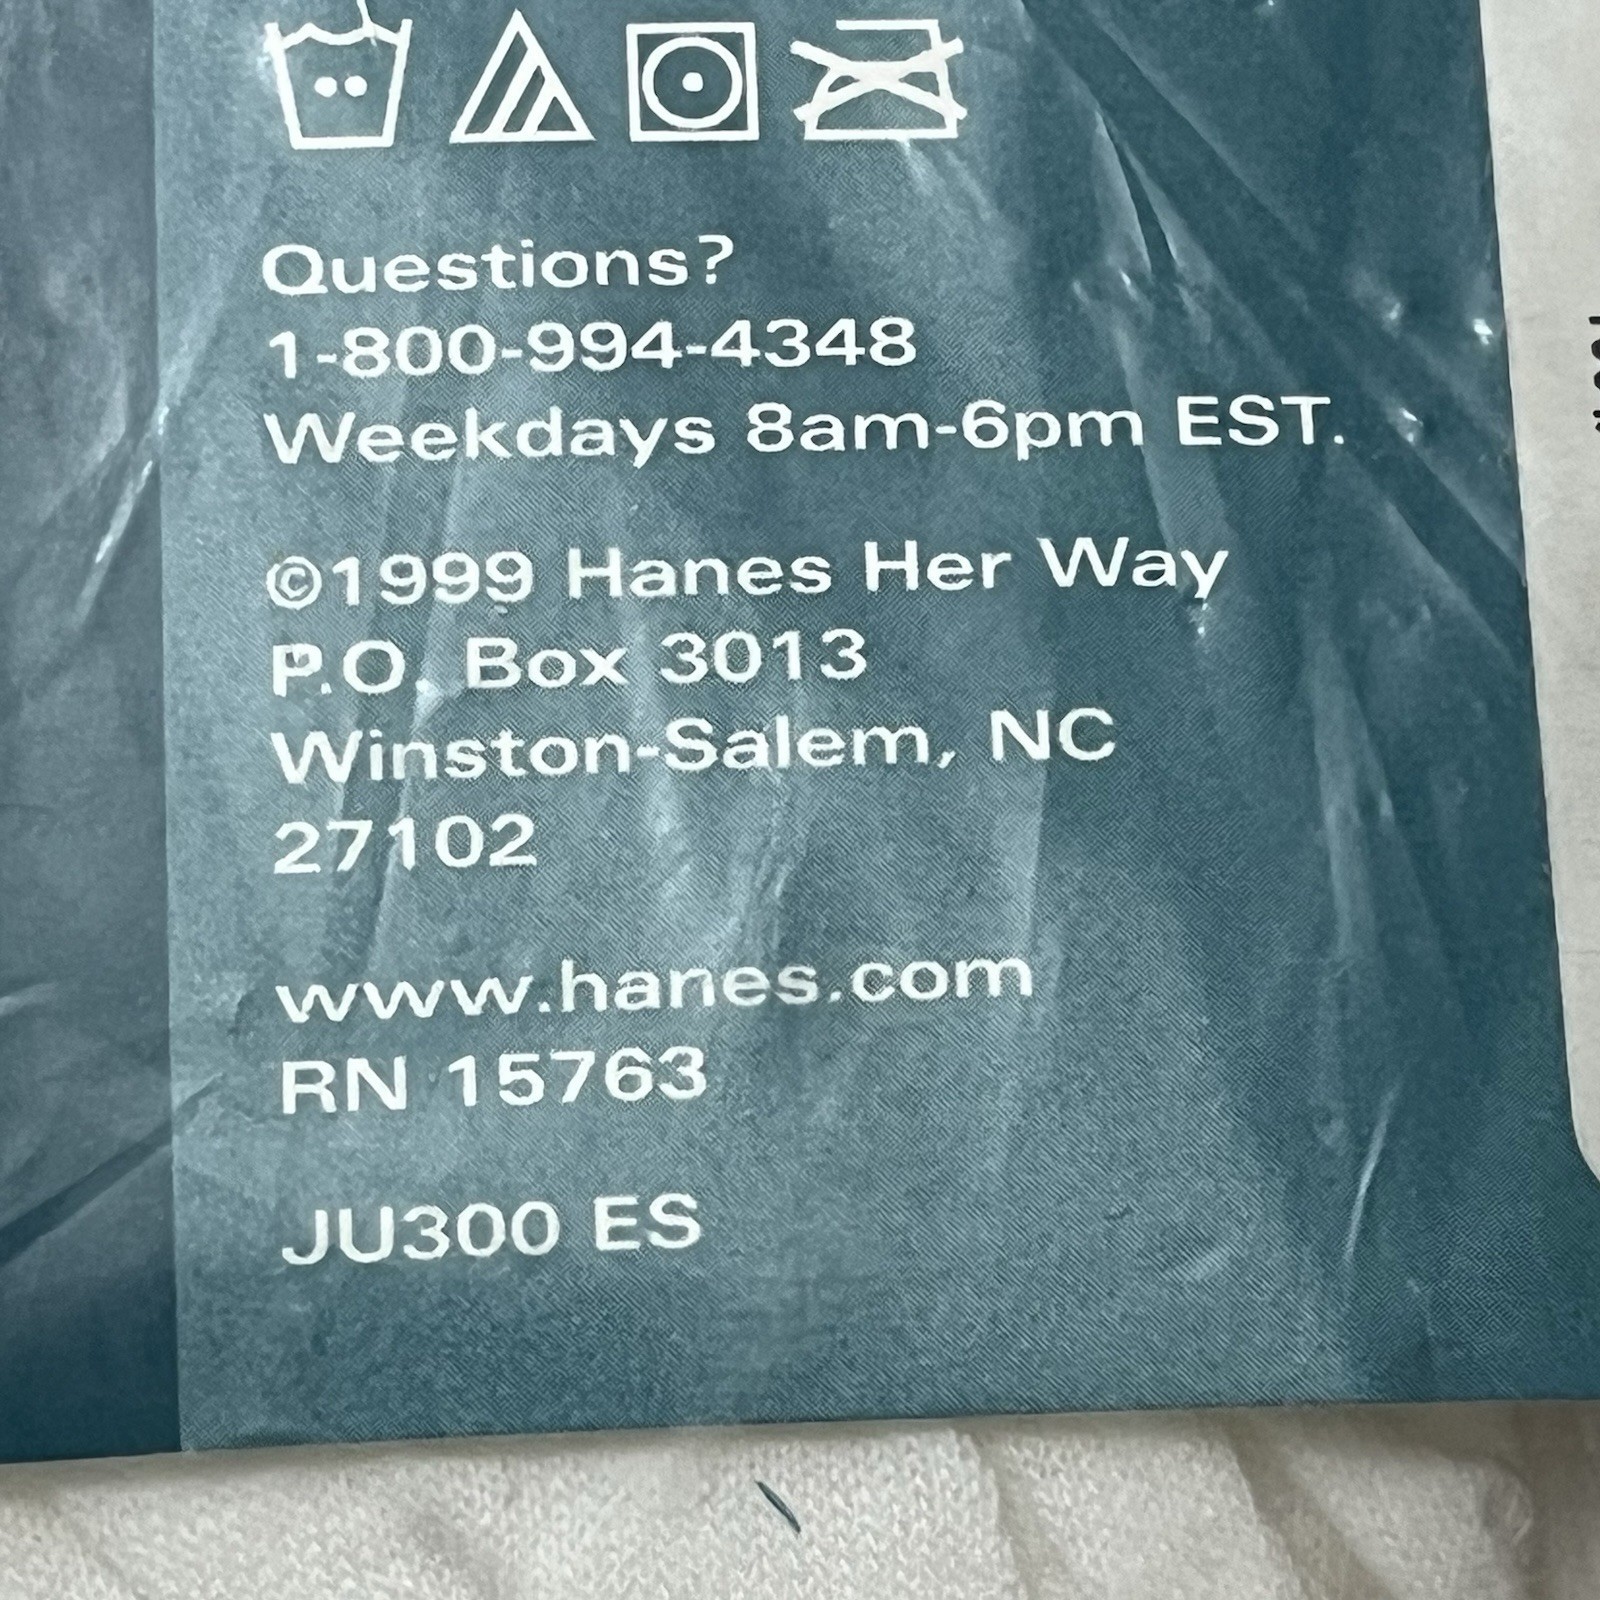 Questions?
1-800-994-4348
Weekdays 8am-6pm EST.
©1999 Hanes Her Way
P.O. Box 3013
Winston-Salem, NC
27102
www.hanes.com
RN 15763
JU300 ES